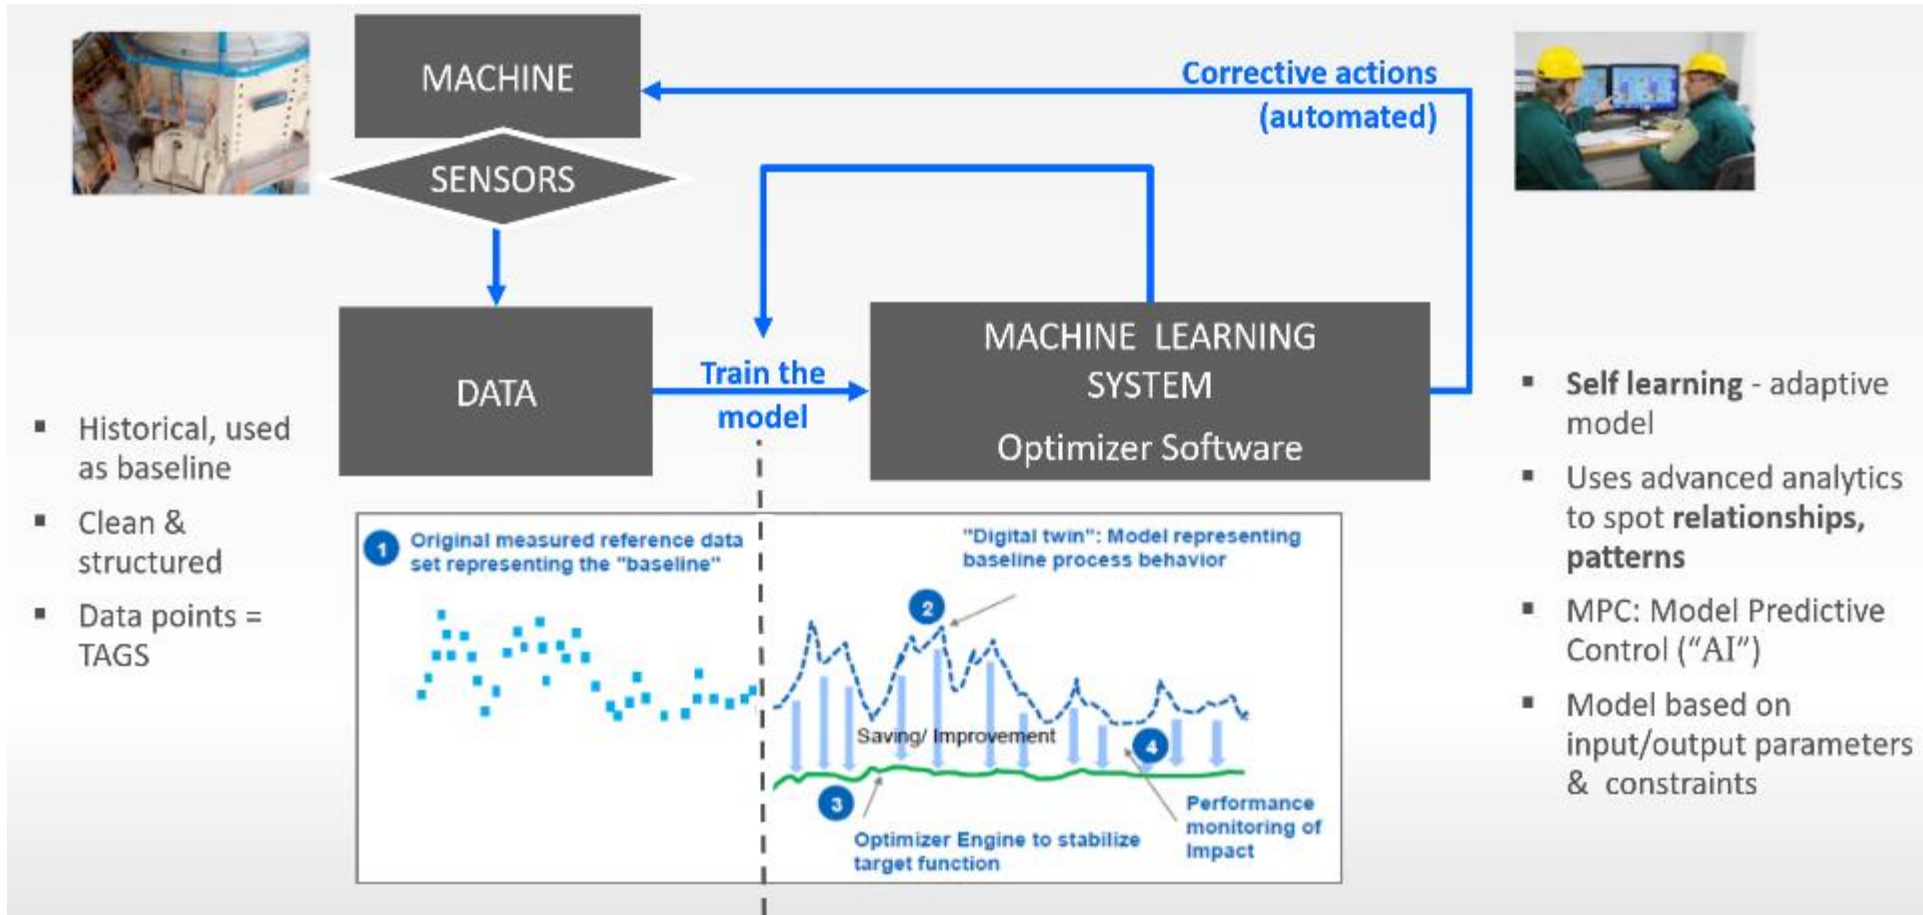 MACHINE
SENSORS
Corrective actions
(automated)
DATA
Train the
model
MACHINE LEARNING
SYSTEM
Optimizer Software
▪ Historical, used
as baseline
▪ Clean &
structured
▪ Data points =
TAGS
1 Original measured reference data
set representing the "baseline"
"Digital twin": Model representing
baseline process behavior
2
Saving/ Improvement
4
3
Optimizer Engine to stabilize
target function
Performance
monitoring of
Impact
▪ Self learning - adaptive
model
▪ Uses advanced analytics
to spot relationships,
patterns
▪ MPC: Model Predictive
Control (“AI”)
▪ Model based on
input/output parameters
& constraints